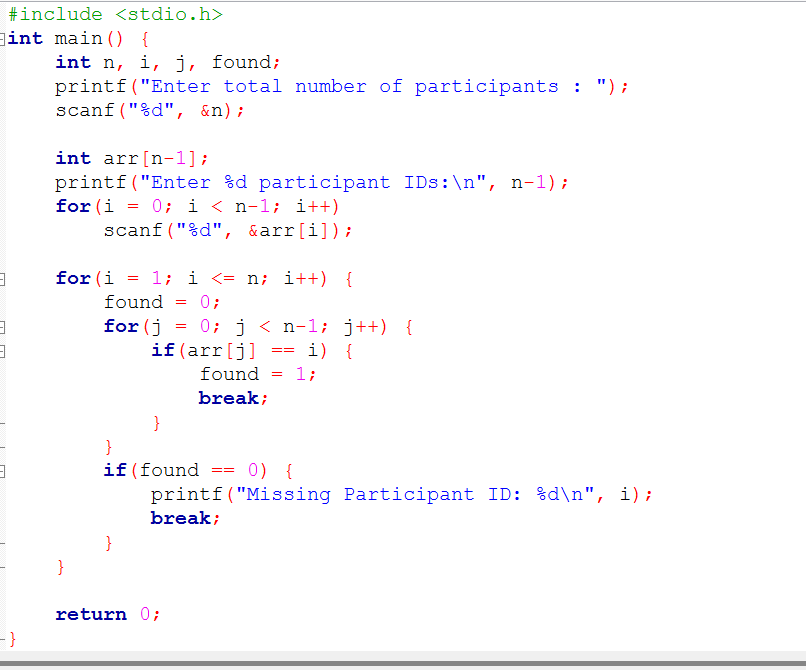 #include <stdio.h>
int main() {
    int n, i, j, found;
    printf("Enter total number of participants : ");
    scanf("%d", &n);

    int arr[n-1];
    printf("Enter %d participant IDs:\n", n-1);
    for(i = 0; i < n-1; i++)
        scanf("%d", &arr[i]);

    for(i = 1; i <= n; i++) {
        found = 0;
        for(j = 0; j < n-1; j++) {
            if(arr[j] == i) {
                found = 1;
                break;
            }
        }
        if(found == 0) {
            printf("Missing Participant ID: %d\n", i);
            break;
        }
    }

    return 0;
}